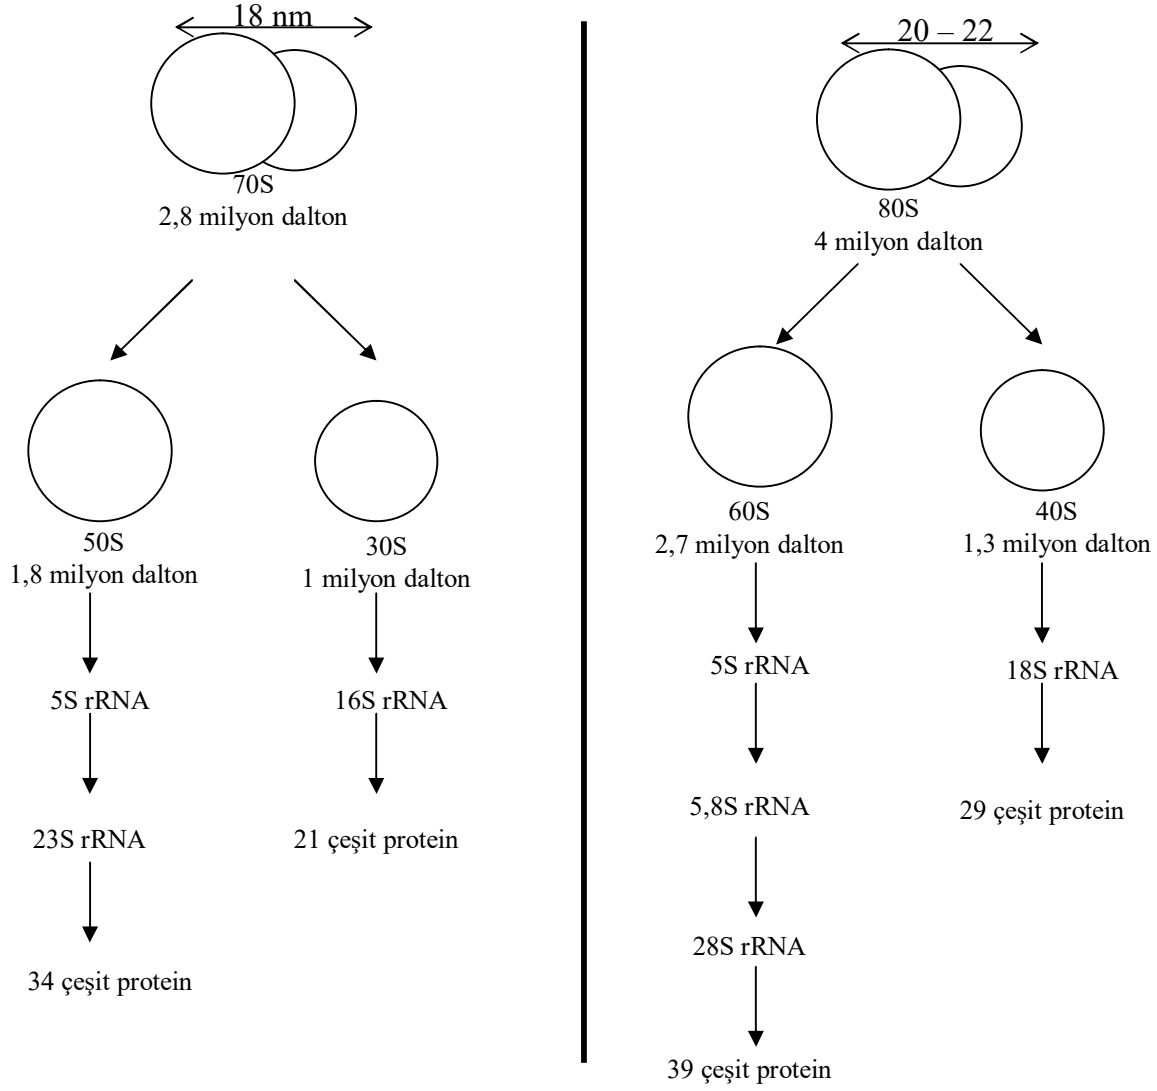 18 nm
70S
2,8 milyon dalton
50S
1,8 milyon dalton
5S rRNA
23S rRNA
34 çeşit protein
30S
1 milyon dalton
16S rRNA
21 çeşit protein
20 – 22
80S
4 milyon dalton
60S
2,7 milyon dalton
5S rRNA
5,8S rRNA
28S rRNA
39 çeşit protein
40S
1,3 milyon dalton
18S rRNA
29 çeşit protein